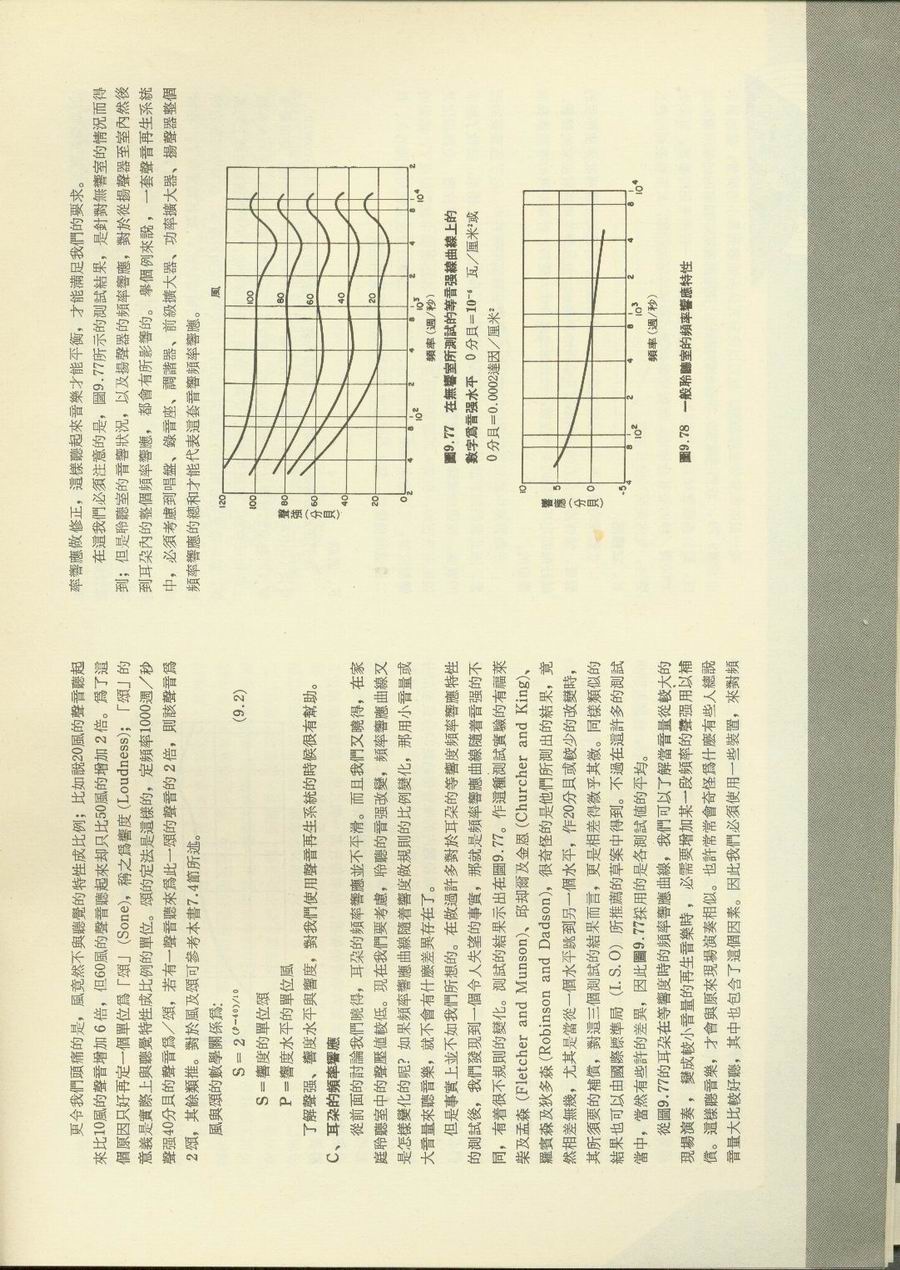 更令我們頭痛的是，風竟然不與聽覺的特性成比例；比如說20風的聲音聽起
來比10風的聲音增加 6 倍，但60風的聲音聽起來却只比50風的增加 2 倍。爲了這
個原因只好再定一個單位爲「頌」(Sone)，稱之爲響度 (Loudness)；「頌」的
意義是實際上與聽覺特性成比例的單位。頌的定法是這樣的，定頻率1000週／秒
聲强40分貝的聲音爲／頌，若有一聲音聽來爲此一頌的聲音的 2 倍，則該聲音爲
2 頌，其餘類推。對於風及頌可參考本書7.4節所述。
風與頌的數學關係爲:
S = 2 (P-40)/10 (9.2)
S =響度的單位頌
P =響度水平的單位風
了解聲强、響度水平與響度，對我們使用聲音再生系統的時候很有幫助。
C、耳朵的頻率響應
從前面的討論我們曉得，耳朵的頻率響應並不平滑。而且我們又曉得，在家
庭聆聽室中的聲壓値較低。現在我們要考慮，聆聽的音强改變，頻率響應曲線又
是怎樣變化的呢？如果頻率響應曲線隨着響度做規則的比例變化，那用小音量或
大音量來聽音樂，就不會有什麼差異存在了。
但是事實上並不如我們所想的。在做過許多對於耳朵的等響度頻率響應特性
的測試後，我們發現到一個令人失望的事實，那就是頻率響應曲線隨着音强的不
同，有着很不規則的變化。測試的結果示出在圖9.77。作這種測試實驗的有福萊
柴及孟森 (Fletcher and Munson)、邱却爾及金恩 (Churcher and King)、
羅賓森及狄多森 (Robinson and Dadson)，很奇怪的是他們所測出的結果，竟
然相差無幾，尤其是當從一個水平感到另一個水平，作20分貝或較少的改變時，
其所須要的補償，對這三個測試的結果而言，更是相差得微乎其微。同樣類似的
結果也可以由國際標準局 (I. S. O) 所推薦的草案中得到。不過在這許多的測試
當中，當然有些許的差異，因此圖9.77採用的是各測試値的平均。
從圖9.77的耳朵在等響度時的頻率響應曲線，我們可以了解當音量從較大的
現場演奏，變成較小音量的再生音樂時，必需要增加某一段頻率的聲强用以補
償。這樣聽音樂，才會與原來現場演奏相似。也許常會奇怪爲什麼有些人總說
音量大比較好聽，其中也包含了這個因素。因此我們必須使用一些裝置，來對頻
率響應做修正，這樣聽起來音樂才能平衡，才能滿足我們的要求。
在這我們必須注意的是，圖9.77所示的測試結果，是針對無響室的情況而得
到；但是聆聽室的音響狀況，以及揚聲器的頻率響應，對於從揚聲器至室內然後
到耳朵內的整個頻率響應，都會有所影響的。舉個例來說，一套聲音再生系統
中，必須考慮到唱盤、錄音座、調諧器、前級擴大器、功率擴大器、揚聲器整個
頻率響應的總和才能代表這套音響頻率響應。
風
120
100
80
60
40
20
0
聲强（分貝）
100
80
60
40
20
2 4 8 10² 2 4 8 10³ 2 4 8 10⁴ 2
頻率（週／秒）
圖9.77 在無響室所測試的等音强線曲線上的
數字爲音强水平 0 分貝=10⁻⁶ 瓦／厘米²或
0 分貝=0.0002達因／厘米²
10
5
0
-5
響應（分貝）
4 8 10² 2 4 8 10³ 2 4 8 10⁴
頻率（週／秒）
圖9.78 一般聆聽室的頻率響應特性